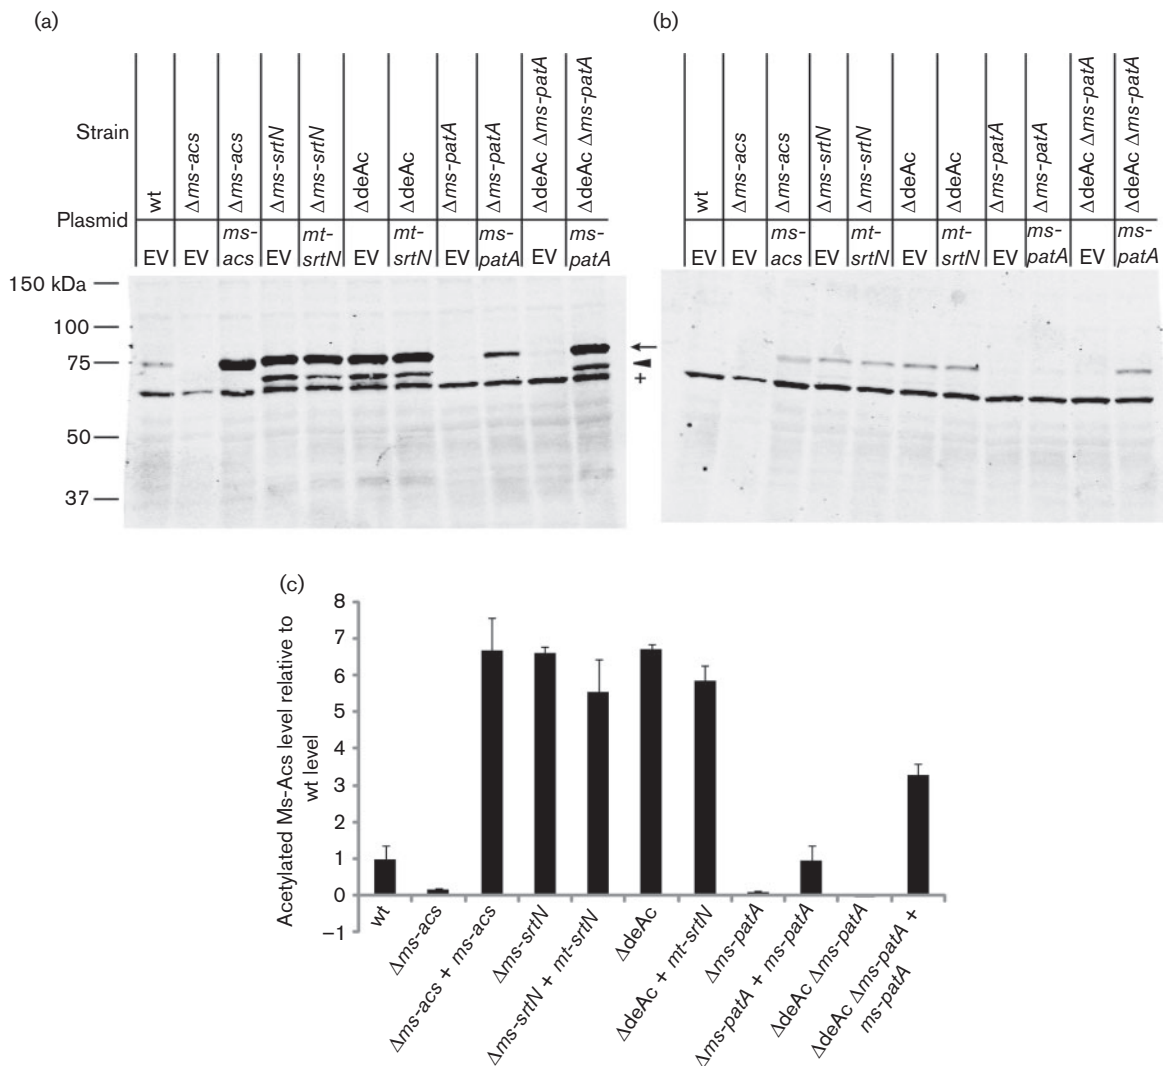 (a)
(b)
Strain
wt
Δms-acs
Δms-acs
Δms-srtN
Δms-srtN
ΔdeAc
ΔdeAc
Δms-patA
Δms-patA
ΔdeAc Δms-patA
ΔdeAc Δms-patA
Plasmid
EV
EV
ms-
acs
EV
mt-
srtN
EV
mt-
srtN
EV
ms-
patA
EV
ms-
patA
wt
Δms-acs
Δms-acs
Δms-srtN
Δms-srtN
ΔdeAc
ΔdeAc
Δms-patA
Δms-patA
ΔdeAc Δms-patA
ΔdeAc Δms-patA
EV
EV
ms-
acs
EV
mt-
srtN
EV
mt-
srtN
EV
ms-
patA
EV
ms-
patA
150 kDa
100
75
50
37
+
(c)
Acetylated Ms-Acs level relative to
wt level
8
7
6
5
4
3
2
1
0
−1
wt
Δms-acs
Δms-acs + ms-acs
Δms-srtN
Δms-srtN + mt-srtN
ΔdeAc
ΔdeAc + mt-srtN
Δms-patA
Δms-patA + ms-patA
ΔdeAc Δms-patA
ΔdeAc Δms-patA +
ms-patA